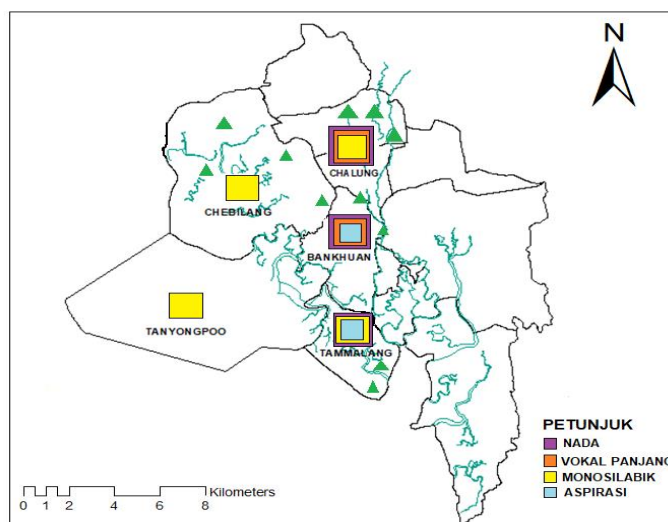 N
CHALUNG
CHEBILANG
BANKHUAN
TANYONGPOO
TAMMALANG
PETUNJUK
NADA
VOKAL PANJANG
MONOSILABIK
ASPIRASI
Kilometers
0 1 2 4 6 8